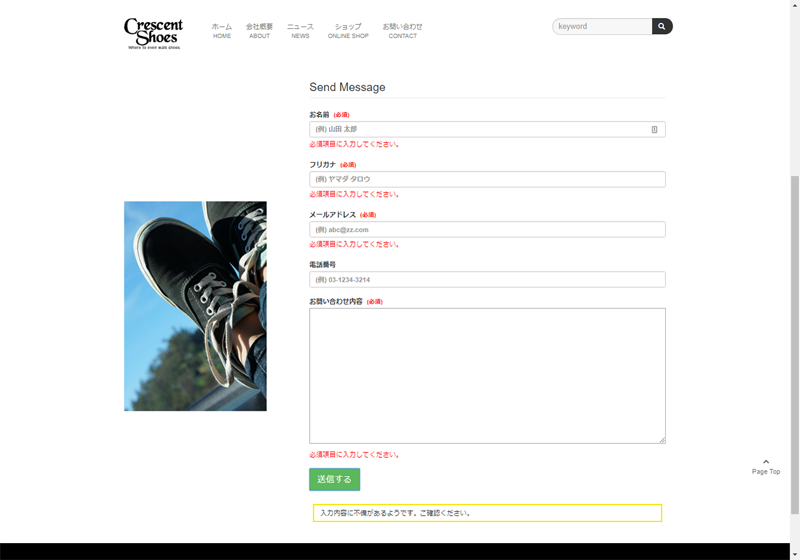 Crescent
Shoes
Where to even walk shoes
ホーム 会社概要 ニュース ショップ お問い合わせ
HOME ABOUT NEWS ONLINE SHOP CONTACT
keyword
Send Message
お名前 (必須)
(例) 山田 太郎
必須項目に入力してください。
フリガナ (必須)
(例) ヤマダ タロウ
必須項目に入力してください。
メールアドレス (必須)
(例) abc@zz.com
必須項目に入力してください。
電話番号
(例) 03-1234-3214
お問い合わせ内容 (必須)
必須項目に入力してください。
送信する
Page Top
入力内容に不備があるようです。ご確認ください。